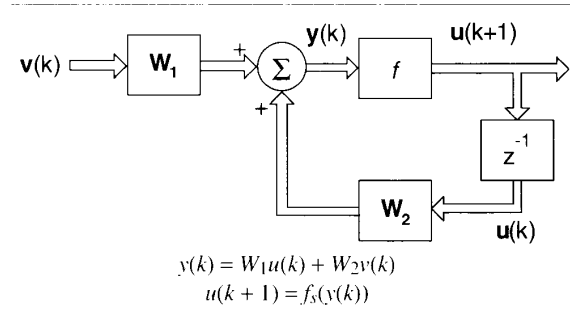 y(k) u(k+1)
+
v(k) W₁ Σ f
+
z⁻¹
W₂
u(k)
y(k) = W₁u(k) + W₂v(k)
u(k + 1) = fₛ(y(k))